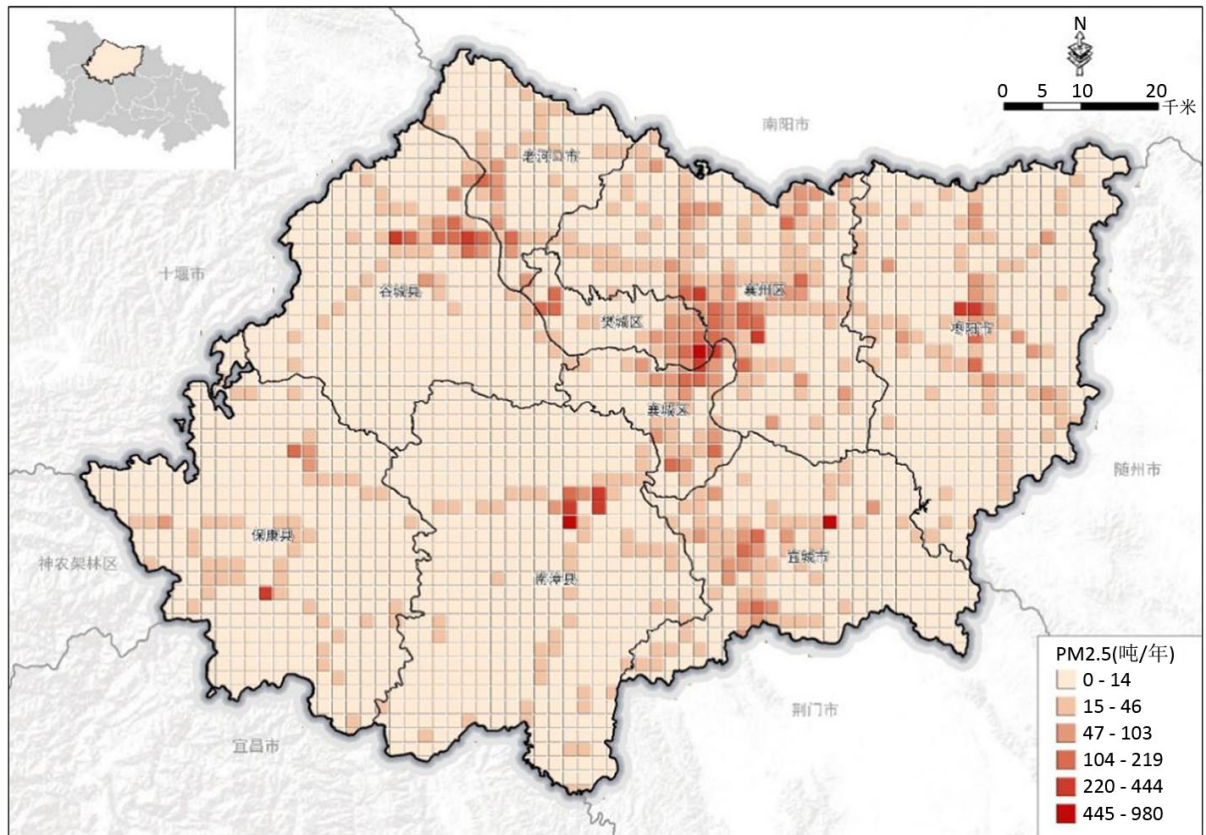 N
0 5 10 20
千米
南阳市
老河口市
十堰市
谷城县
襄州区
樊城区
枣阳市
襄城区
随州市
保康县
神农架林区
宜城市
南漳县
荆门市
宜昌市
PM2.5(吨/年)
0 - 14
15 - 46
47 - 103
104 - 219
220 - 444
445 - 980